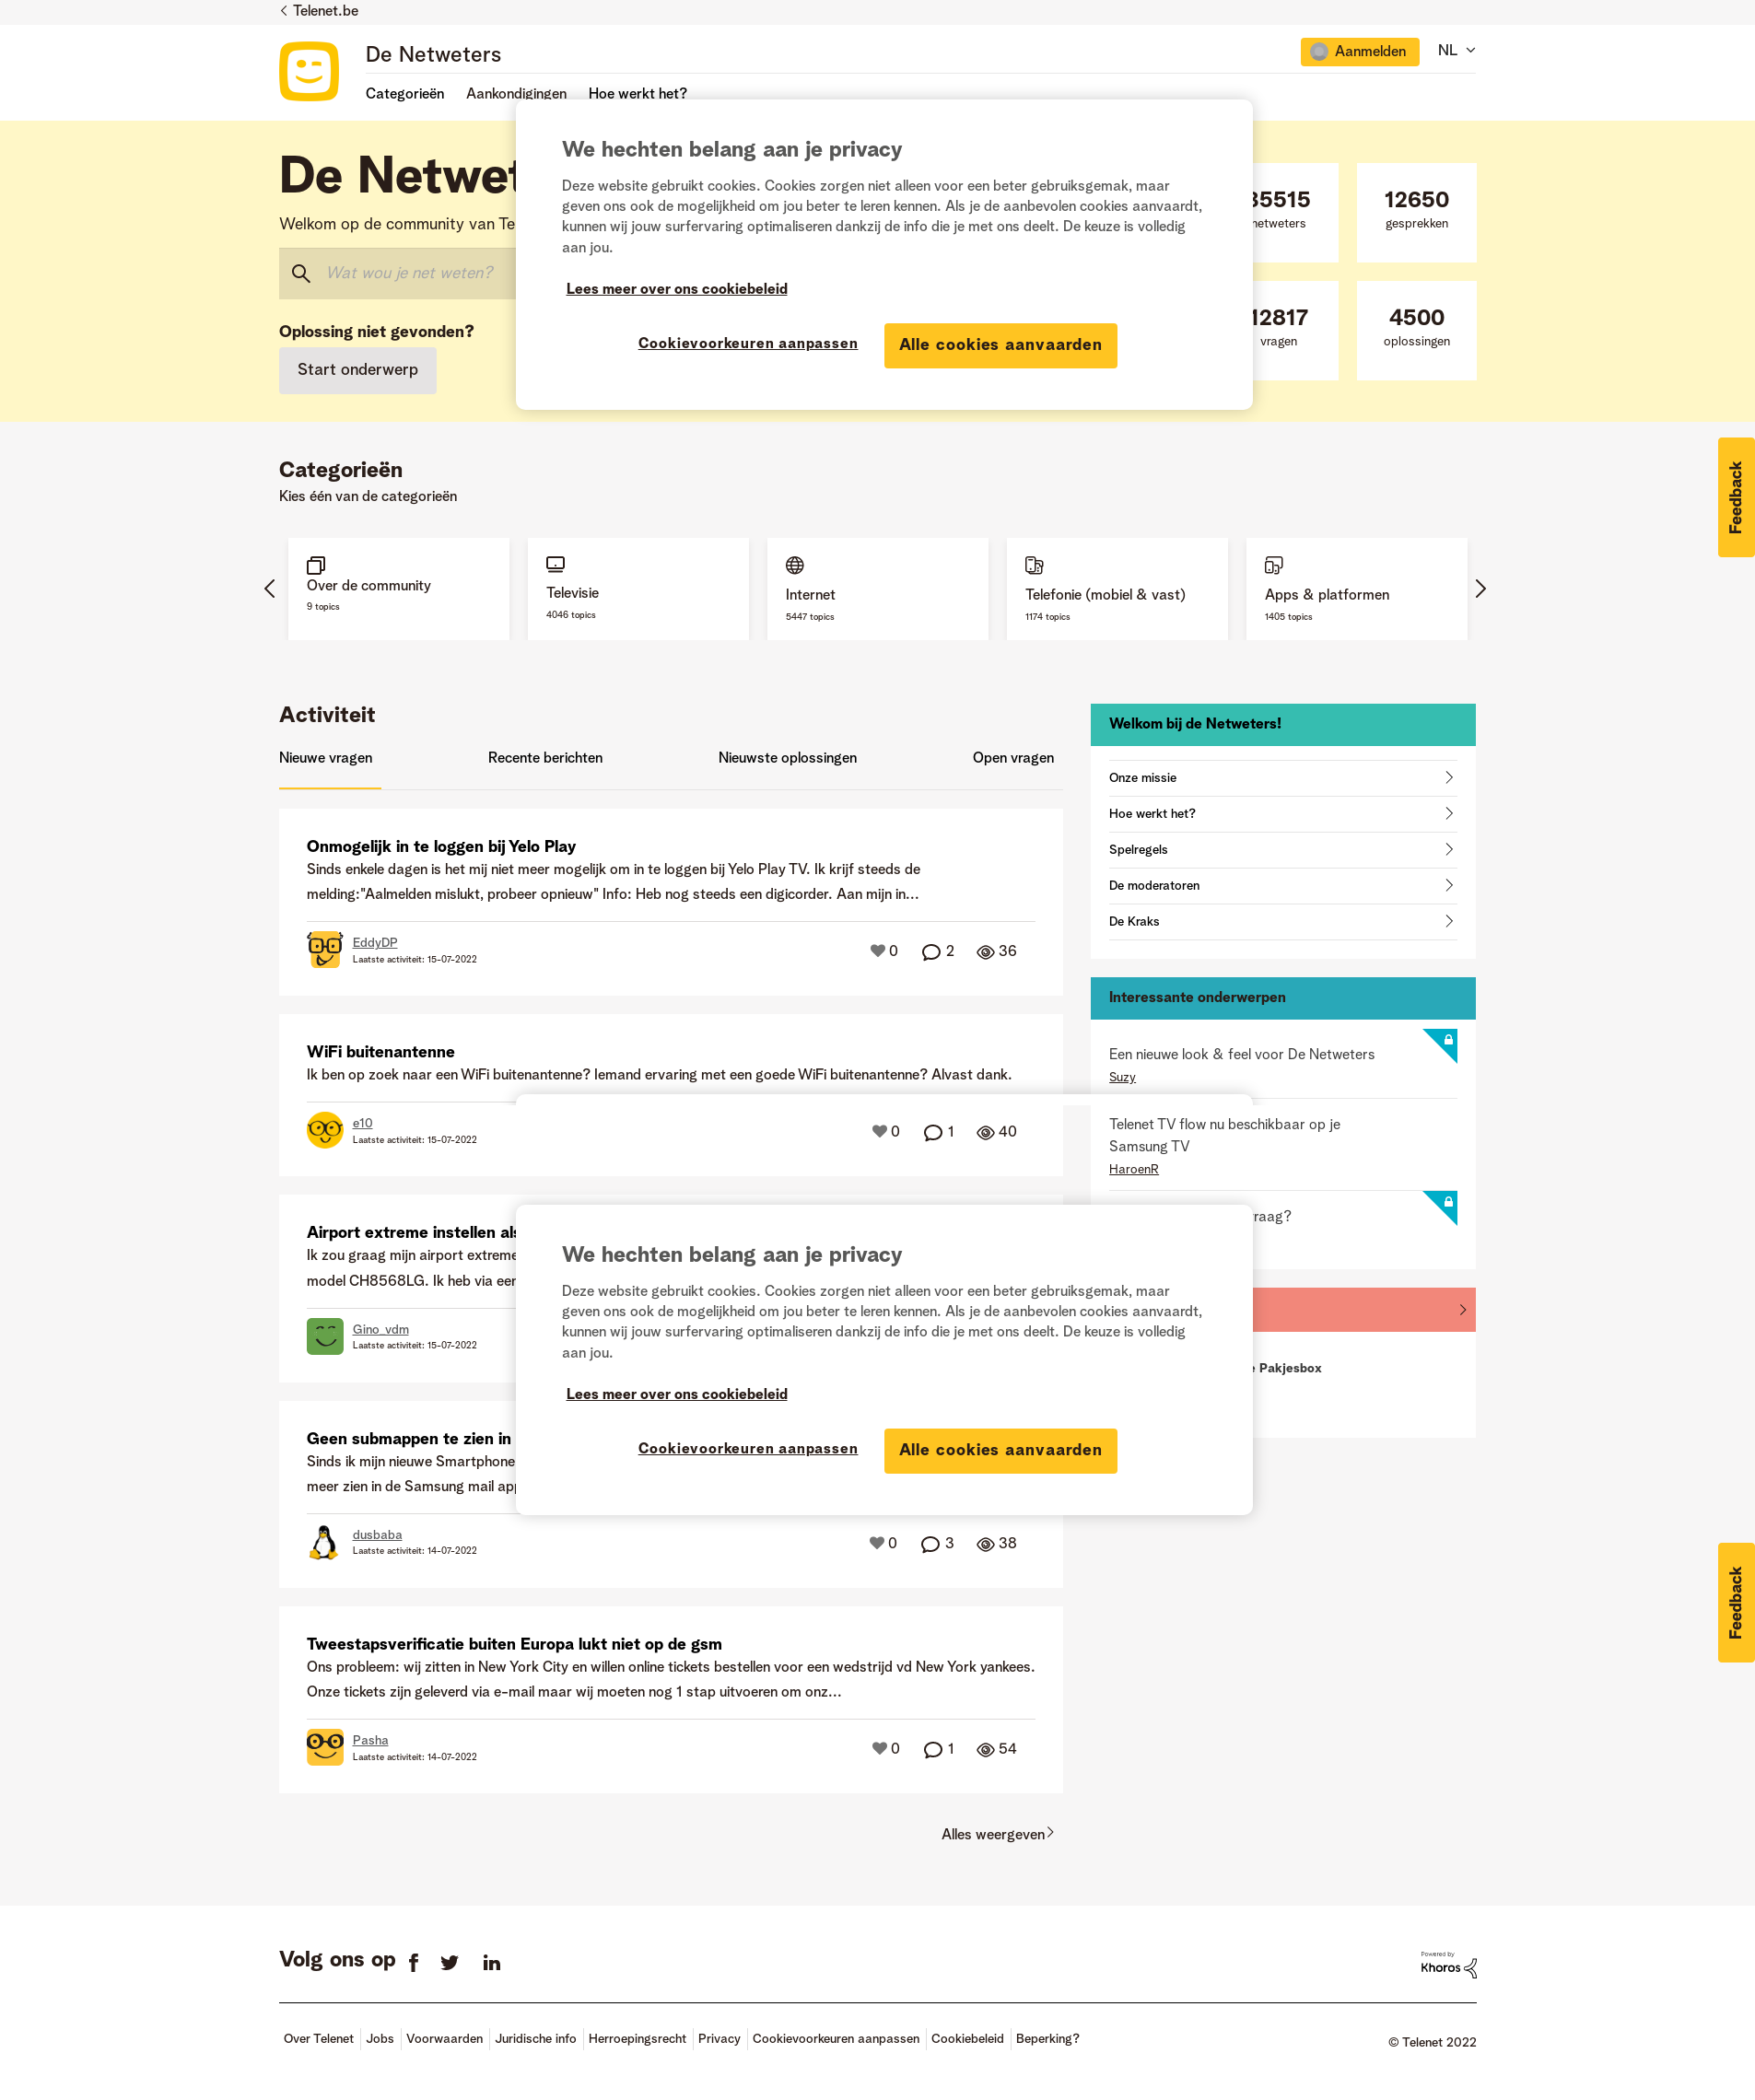 Telenet.be
De Netweters
Aanmelden
NL
Categorieën
Aankondigingen
Hoe werkt het?
We hechten belang aan je privacy
Deze website gebruikt cookies. Cookies zorgen niet alleen voor een beter gebruiksgemak, maar
geven ons ook de mogelijkheid om jou beter te leren kennen. Als je de aanbevolen cookies aanvaardt,
kunnen wij jouw surfervaring optimaliseren dankzij de info die je met ons deelt. De keuze is volledig
aan jou.
Lees meer over ons cookiebeleid
Cookievoorkeuren aanpassen
Alle cookies aanvaarden
De Netwet
Welkom op de community van Te
Wat wou je net weten?
Oplossing niet gevonden?
Start onderwerp
35515
netweters
12650
gesprekken
12817
vragen
4500
oplossingen
Feedback
Categorieën
Kies één van de categorieën
Over de community
9 topics
Televisie
4046 topics
Internet
5447 topics
Telefonie (mobiel & vast)
1174 topics
Apps & platformen
1405 topics
Activiteit
Nieuwe vragen
Recente berichten
Nieuwste oplossingen
Open vragen
Onmogelijk in te loggen bij Yelo Play
Sinds enkele dagen is het mij niet meer mogelijk om in te loggen bij Yelo Play TV. Ik krijf steeds de
melding:"Aalmelden mislukt, probeer opnieuw" Info: Heb nog steeds een digicorder. Aan mijn in...
EddyDP
Laatste activiteit: 15-07-2022
0
2
36
WiFi buitenantenne
Ik ben op zoek naar een WiFi buitenantenne? Iemand ervaring met een goede WiFi buitenantenne? Alvast dank.
e10
Laatste activiteit: 15-07-2022
0
1
40
Airport extreme instellen als
Ik zou graag mijn airport extreme
model CH8568LG. Ik heb via een
Gino_vdm
Laatste activiteit: 15-07-2022
Geen submappen te zien in
Sinds ik mijn nieuwe Smartphone
meer zien in de Samsung mail app
dusbaba
Laatste activiteit: 14-07-2022
0
3
38
Tweestapsverificatie buiten Europa lukt niet op de gsm
Ons probleem: wij zitten in New York City en willen online tickets bestellen voor een wedstrijd vd New York yankees.
Onze tickets zijn geleverd via e-mail maar wij moeten nog 1 stap uitvoeren om onz...
Pasha
Laatste activiteit: 14-07-2022
0
1
54
Alles weergeven
Welkom bij de Netweters!
Onze missie
Hoe werkt het?
Spelregels
De moderatoren
De Kraks
Interessante onderwerpen
Een nieuwe look & feel voor De Netweters
Suzy
Telenet TV flow nu beschikbaar op je
Samsung TV
HaroenR
raag?
Pakjesbox
We hechten belang aan je privacy
Deze website gebruikt cookies. Cookies zorgen niet alleen voor een beter gebruiksgemak, maar
geven ons ook de mogelijkheid om jou beter te leren kennen. Als je de aanbevolen cookies aanvaardt,
kunnen wij jouw surfervaring optimaliseren dankzij de info die je met ons deelt. De keuze is volledig
aan jou.
Lees meer over ons cookiebeleid
Cookievoorkeuren aanpassen
Alle cookies aanvaarden
Feedback
Volg ons op
Powered by
Khoros
Over Telenet
Jobs
Voorwaarden
Juridische info
Herroepingsrecht
Privacy
Cookievoorkeuren aanpassen
Cookiebeleid
Beperking?
© Telenet 2022